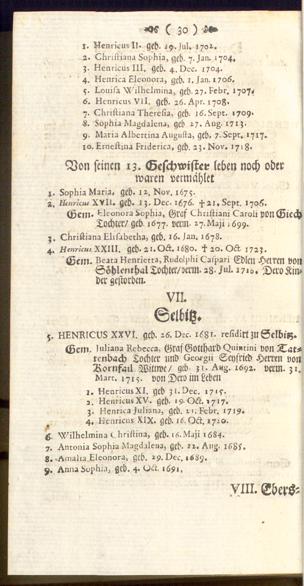 ( 30 )
1. Henricus II. geb. 19. Jul. 1702.
2. Christiana Sophia, geb. 7. Jan. 1704.
3. Henricus III. geb. 4. Dec. 1704.
4. Henrica Eleonora, geb. 1. Jan. 1706.
5. Louisa Wilhelmina, geb. 27. Febr. 1707.
6. Henricus VII. geb. 26. Apr. 1708.
7. Christiana Theresia, geb. 16. Sept. 1709.
8. Sophia Magdalena, geb. 27. Aug. 1713.
9. Maria Albertina Augusta, geb. 7. Sept. 1717.
10. Ernestina Friderica, geb. 23. Nov. 1718.
Von seinen 13. Geschwister leben noch oder
waren vermählet
1. Sophia Maria, geb. 12. Nov. 1675.
2. Henricus XVII. geb. 13. Dec. 1676. † 21. Sept. 1706.
Gem. Eleonora Sophia, Graf Christiani Caroli von Giech
Tochter/ geb 1677. verm. 27. Maji 1699.
3. Christiana Elisabetha, geb. 16. Jan. 1678.
4. Henricus XXIII. geb. 21. Oct. 1680. † 20. Oct. 1723.
Gem. Beata Henrietta, Rudolphi Caspari Edlen Herren von
Söhlenthal Tochter/verm. 28. Jul. 1710. Dero Kin-
der gestorben.
VII.
Selbitz.
5. HENRICUS XXVI. geb. 26. Dec. 1681. residirt zu Selbitz.
Gem. Juliana Rebecca, Graf Gotthard Quintini von Tat-
tenbach Tochter und Georgii Seyfried Herren von
Kornfail Wittwe/ geb. 31. Aug. 1692. verm. 31.
Mart. 1715. von Dero im Leben
1. Henricus XI. geb. 31. Dec. 1715.
2. Henricus XV. geb. 19. Oct. 1717.
3. Henrica Juliana, geb. 21. Febr. 1719.
4. Henricus XIX. geb. 16. Oct. 1720.
6. Wilhelmina Christina, geb. 16. Maji 1684.
7. Antonia Sophia Magdalena, geb. 22. Aug. 1685.
8. Amalia Eleonora, geb. 29. Dec. 1689.
9. Anna Sophia, geb. 4. Oct. 1691.
VIII. Ebers-